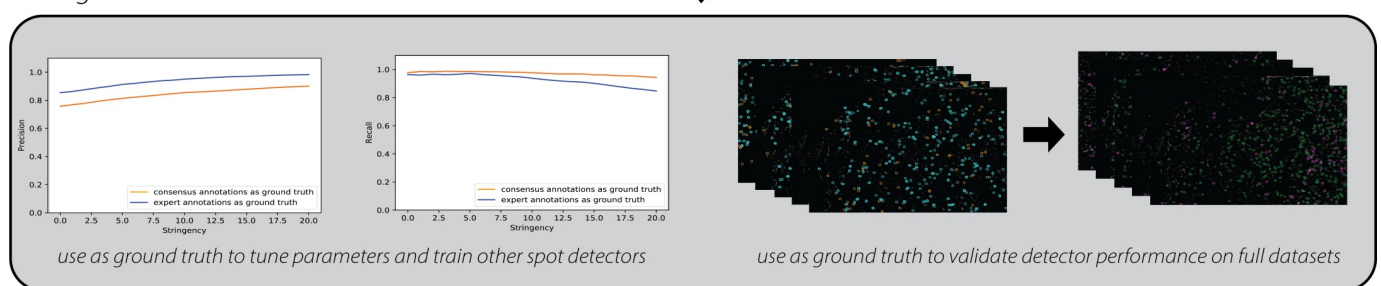 1.0
0.8
0.6
0.4
0.2
0.0
Precision
consensus annotations as ground truth
expert annotations as ground truth
0.0 2.5 5.0 7.5 10.0 12.5 15.0 17.5 20.0
Stringency
1.0
0.8
0.6
0.4
0.2
0.0
Recall
consensus annotations as ground truth
expert annotations as ground truth
0.0 2.5 5.0 7.5 10.0 12.5 15.0 17.5 20.0
Stringency
use as ground truth to tune parameters and train other spot detectors
use as ground truth to validate detector performance on full datasets